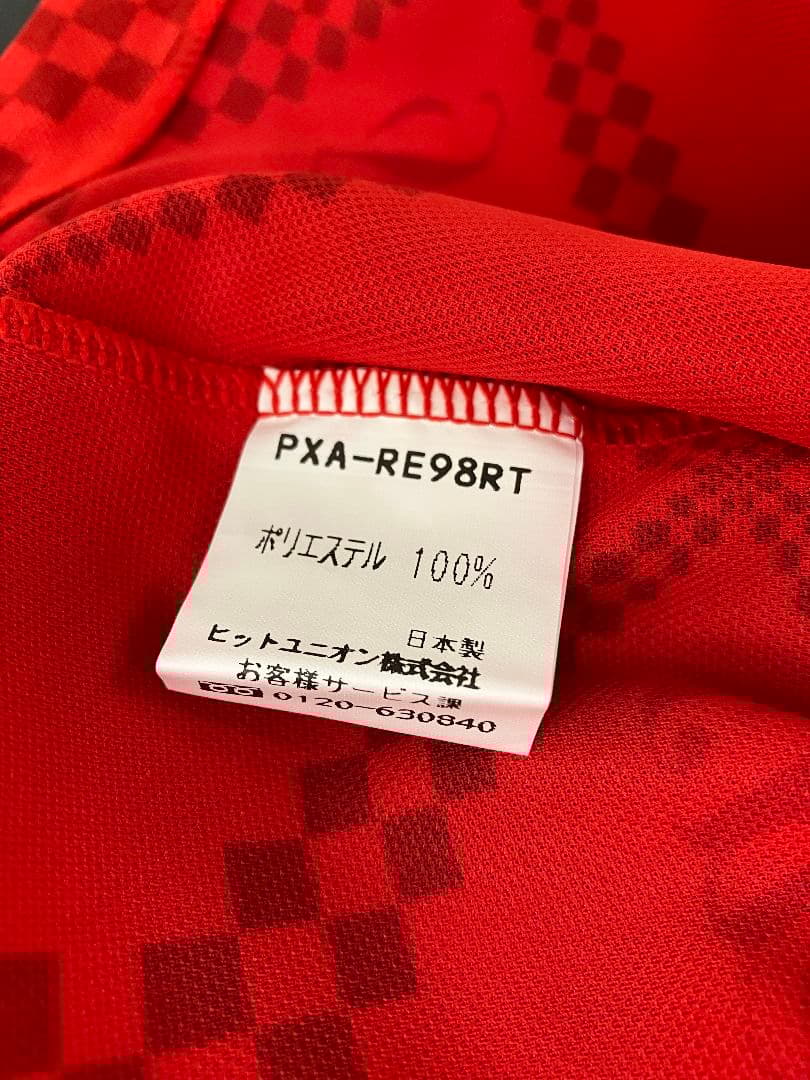 PXA-RE98RT
ポリエステル 100%
日本製
ヒットユニオン株式会社
お客様サービス課
0120-630840